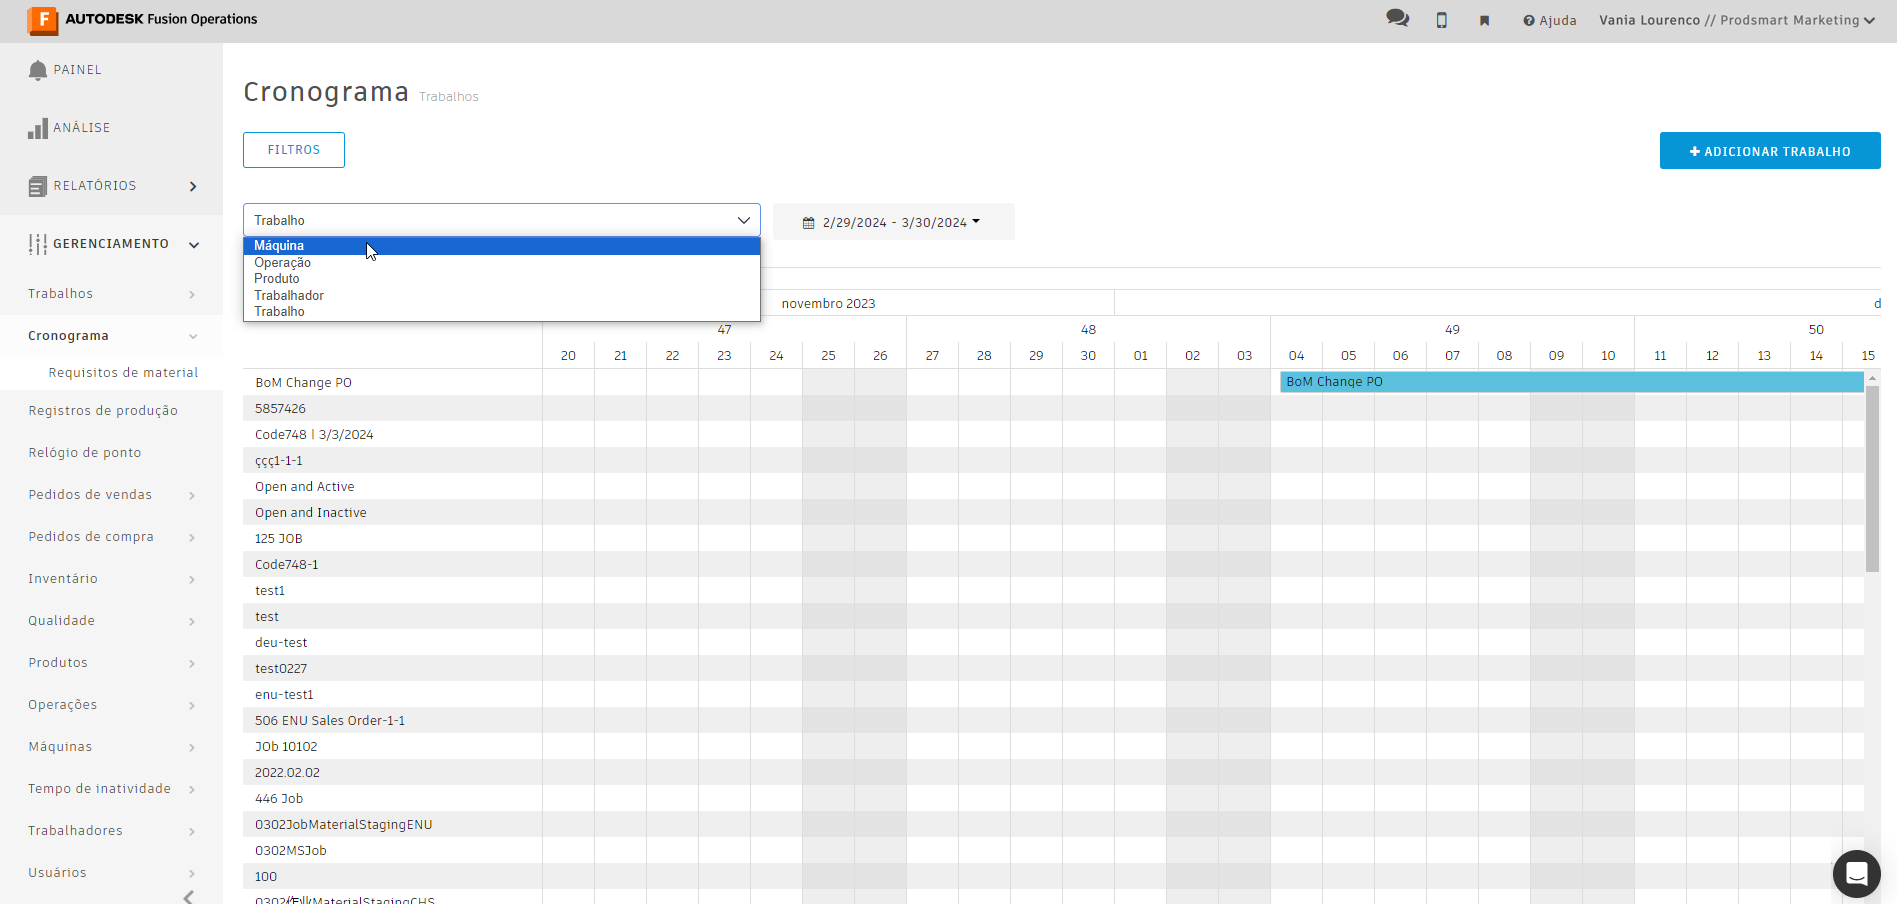 F AUTODESK Fusion Operations
Ajuda
Vania Lourenco // Prodsmart Marketing
PAINEL
ANÁLISE
RELATÓRIOS
GERENCIAMENTO
Trabalhos
Cronograma
Requisitos de material
Registros de produção
Relógio de ponto
Pedidos de vendas
Pedidos de compra
Inventário
Qualidade
Produtos
Operações
Máquinas
Tempo de inatividade
Trabalhadores
Usuários
Cronograma Trabalhos
FILTROS
+ ADICIONAR TRABALHO
Trabalho
2/29/2024 - 3/30/2024
Máquina
Operação
Produto
Trabalhador
Trabalho
novembro 2023
d
47 48 49 50
20 21 22 23 24 25 26 27 28 29 30 01 02 03 04 05 06 07 08 09 10 11 12 13 14 15
BoM Change PO
BoM Change PO
5857426
Code748 | 3/3/2024
ççç1-1-1
Open and Active
Open and Inactive
125 JOB
Code748-1
test1
test
deu-test
test0227
enu-test1
506 ENU Sales Order-1-1
JOb 10102
2022.02.02
446 Job
0302JobMaterialStagingENU
0302MSJob
100